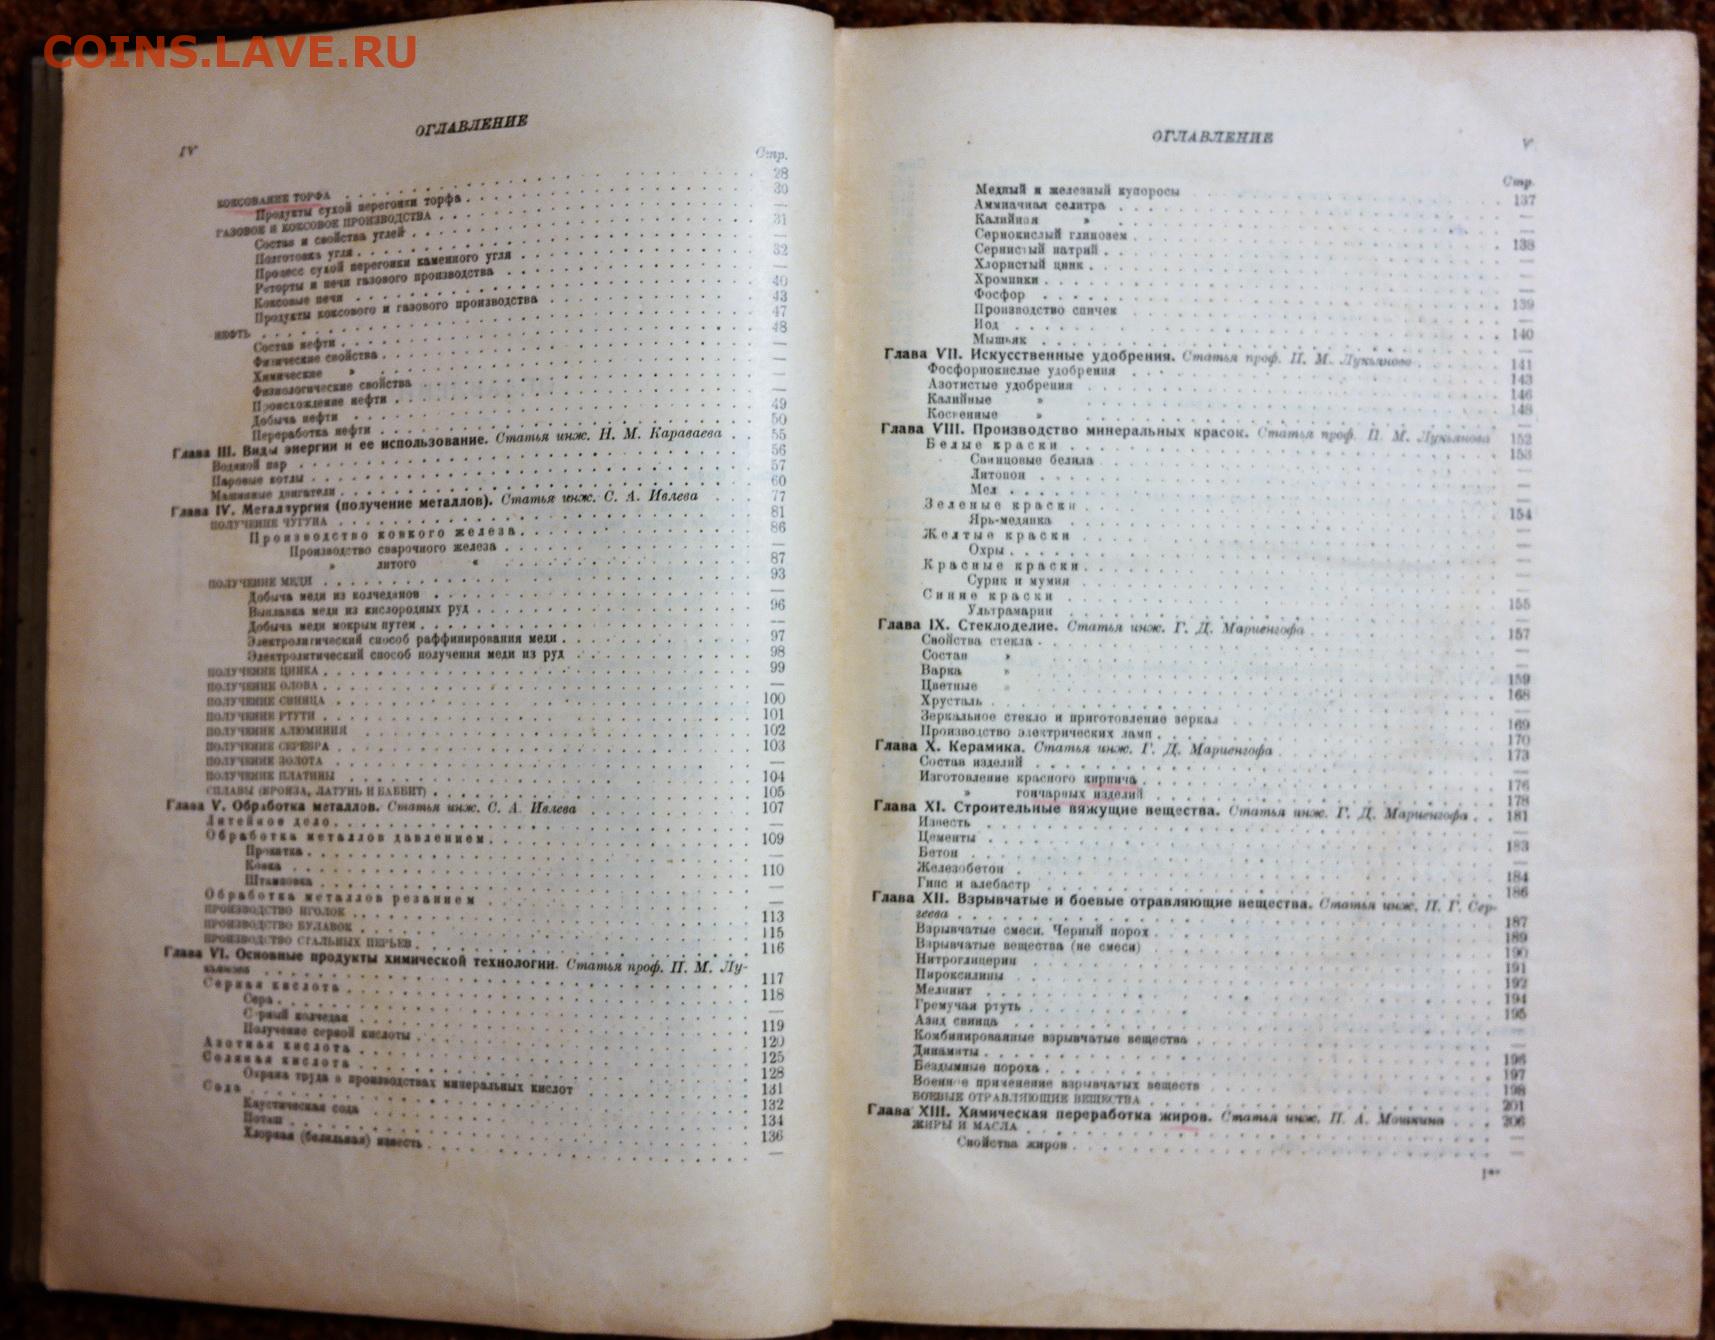 COINS.LAVE.RU
ОГЛАВЛЕНИЕ
IV
Стр.
КОКСОВАНИЕ ТОРФА . . . 28
Продукты сухой перегонки торфа . . . 30
ГАЗОВОЕ И КОКСОВОЕ ПРОИЗВОДСТВА . . . —
Состав и свойства углей . . . 31
Подготовка угля . . . —
Процесс сухой перегонки каменного угля . . . 32
Реторты и печи газового производства . . . —
Коксовые печи . . . 40
Продукты коксового и газового производства . . . 43
НЕФТЬ . . . 47
Состав нефти . . . 48
Физические свойства . . . —
Химические » . . . —
Физиологические свойства . . . —
Происхождение нефти . . . —
Добыча нефти . . . 49
Переработка нефти . . . 50
Глава III. Виды энергии и ее использование. Статья инж. Н. М. Караваева . . 55
Водяной пар . . . 56
Паровые котлы . . . 57
Машинные двигатели . . . 60
Глава IV. Металлургия (получение металлов). Статья инж. С. А. Ивлева . . . 77
ПОЛУЧЕНИЕ ЧУГУНА . . . 81
Производство ковкого железа . . . 86
Производство сварочного железа . . . —
» литого « . . . 87
ПОЛУЧЕНИЕ МЕДИ . . . 93
Добыча меди из колчеданов . . . —
Выплавка меди из кислородных руд . . . 96
Добыча меди мокрым путем . . . —
Электролитический способ раффинирования меди . . . 97
Электролитический способ получения меди из руд . . . 98
ПОЛУЧЕНИЕ ЦИНКА . . . 99
ПОЛУЧЕНИЕ ОЛОВА . . . —
ПОЛУЧЕНИЕ СВИНЦА . . . 100
ПОЛУЧЕНИЕ РТУТИ . . . 101
ПОЛУЧЕНИЕ АЛЮМИНИЯ . . . 102
ПОЛУЧЕНИЕ СЕРЕБРА . . . 103
ПОЛУЧЕНИЕ ЗОЛОТА . . . —
ПОЛУЧЕНИЕ ПЛАТИНЫ . . . 104
СПЛАВЫ (БРОНЗА, ЛАТУНЬ И БАББИТ) . . . 105
Глава V. Обработка металлов. Статья инж. С. А. Ивлева . . . 107
Литейное дело . . . —
Обработка металлов давлением . . . 109
Прокатка . . . —
Ковка . . . 110
Штамповка . . . —
Обработка металлов резанием . . . —
ПРОИЗВОДСТВО ИГОЛОК . . . 113
ПРОИЗВОДСТВО БУЛАВОК . . . 115
ПРОИЗВОДСТВО СТАЛЬНЫХ ПЕРЬЕВ . . . 116
Глава VI. Основные продукты химической технологии. Статья проф. П. М. Лу-
кьянова . . . 117
Серная кислота . . . 118
Сера . . . —
Серный колчедан . . . 119
Получение серной кислоты . . . 120
Азотная кислота . . . 125
Соляная кислота . . . 128
Охрана труда в производствах минеральных кислот . . . 131
Сода . . . 132
Каустическая сода . . . 134
Поташ . . . 136
Хлорная (белильная) известь . . . —
ОГЛАВЛЕНИЕ
V
Стр.
Медный и железный купоросы . . . 137
Аммиачная селитра . . . —
Калийная » . . . —
Сернокислый глинозем . . . 138
Сернистый натрий . . . —
Хлористый цинк . . . —
Хромпики . . . —
Фосфор . . . 139
Производство спичек . . . —
Иод . . . 140
Мышьяк . . . —
Глава VII. Искусственные удобрения. Статья проф. П. М. Лукьянова . . . 141
Фосфорнокислые удобрения . . . 143
Азотистые удобрения . . . 146
Калийные » . . . 148
Косвенные » . . . —
Глава VIII. Производство минеральных красок. Статья проф. П. М. Лукьянова 152
Белые краски . . . 153
Свинцовые белила . . . —
Литопон . . . —
Мел . . . —
Зеленые краски . . . 154
Ярь-медянка . . . —
Желтые краски . . . —
Охры . . . —
Красные краски . . . —
Сурик и мумия . . . —
Синие краски . . . 155
Ультрамарин . . . —
Глава IX. Стеклоделие. Статья инж. Г. Д. Мариенгофа . . . 157
Свойства стекла . . . —
Состав » . . . —
Варка » . . . 159
Цветные » . . . 168
Хрусталь . . . —
Зеркальное стекло и приготовление зеркал . . . 169
Производство электрических ламп . . . 170
Глава X. Керамика. Статья инж. Г. Д. Мариенгофа . . . 173
Состав изделий . . . —
Изготовление красного кирпича . . . 176
» гончарных изделий . . . 178
Глава XI. Строительные вяжущие вещества. Статья инж. Г. Д. Мариенгофа . . 181
Известь . . . —
Цементы . . . 183
Бетон . . . —
Железобетон . . . 184
Гипс и алебастр . . . 186
Глава XII. Взрывчатые и боевые отравляющие вещества. Статья инж. П. Г. Сер-
геева . . . 187
Взрывчатые смеси. Черный порох . . . 189
Взрывчатые вещества (не смеси) . . . 190
Нитроглицерин . . . 191
Пироксилины . . . 192
Мелинит . . . 194
Гремучая ртуть . . . 195
Азид свинца . . . —
Комбинированные взрывчатые вещества . . . —
Динамиты . . . 196
Бездымные пороха . . . 197
Военное применение взрывчатых веществ 198
БОЕВЫЕ ОТРАВЛЯЮЩИЕ ВЕЩЕСТВА . . . 201
Глава XIII. Химическая переработка жиров. Статья инж. П. А. Мошкина . . . 206
ЖИРЫ И МАСЛА . . . —
Свойства жиров . . . —
1**